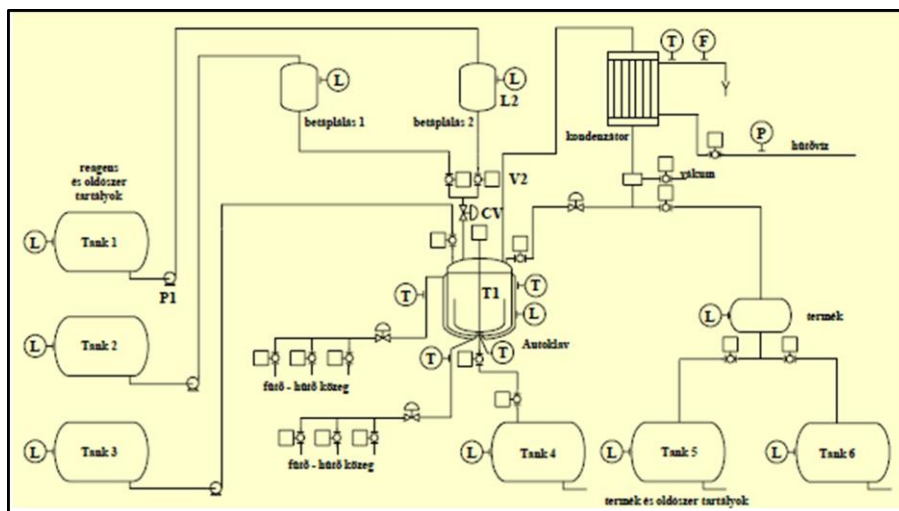 T F
L L
L2
betáplálás 1
betáplálás 2
kondenzátor
P
hűtővíz
reagens
és oldószer
tartályok
V2
vákum
CV
L Tank 1
P1
T T1 T
L
L Tank 2
Autokláv
L termék
T T
fűtő - hűtő közeg
L Tank 3
L Tank 4
L Tank 5
L Tank 6
fűtő - hűtő közeg
termék és oldószer tartályok